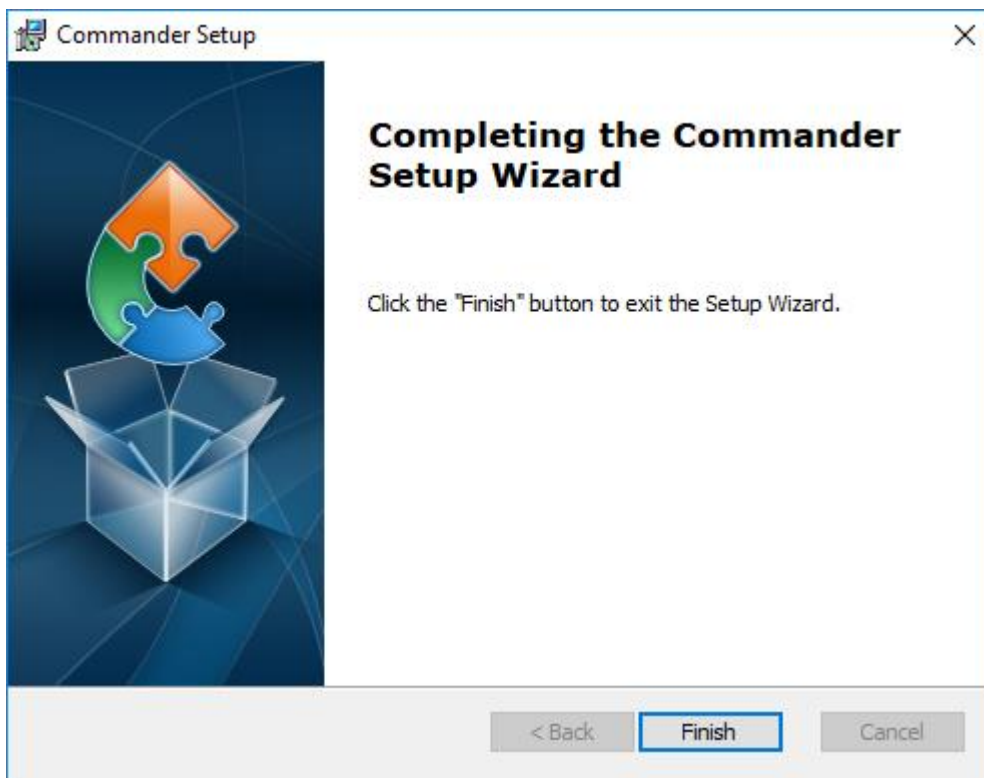 Commander Setup
Completing the Commander
Setup Wizard
Click the "Finish" button to exit the Setup Wizard.
< Back
Finish
Cancel